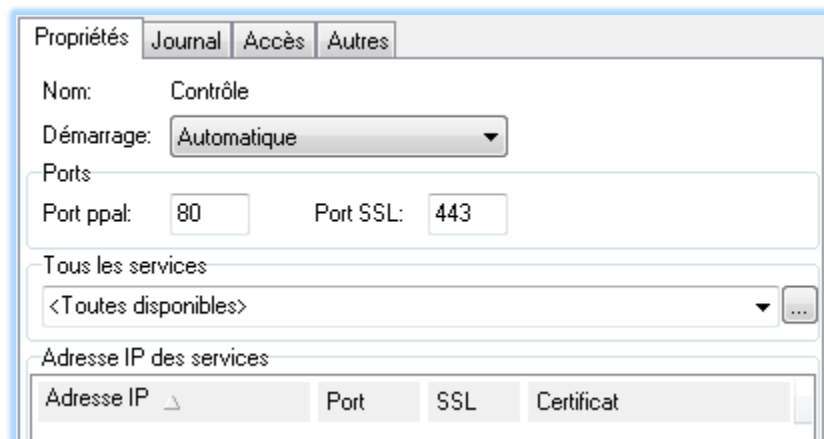 Propriétés Journal Accès Autres
Nom: Contrôle
Démarrage: Automatique
Ports
Port ppal: 80 Port SSL: 443
Tous les services
<Toutes disponibles> ...
Adresse IP des services
Adresse IP Port SSL Certificat